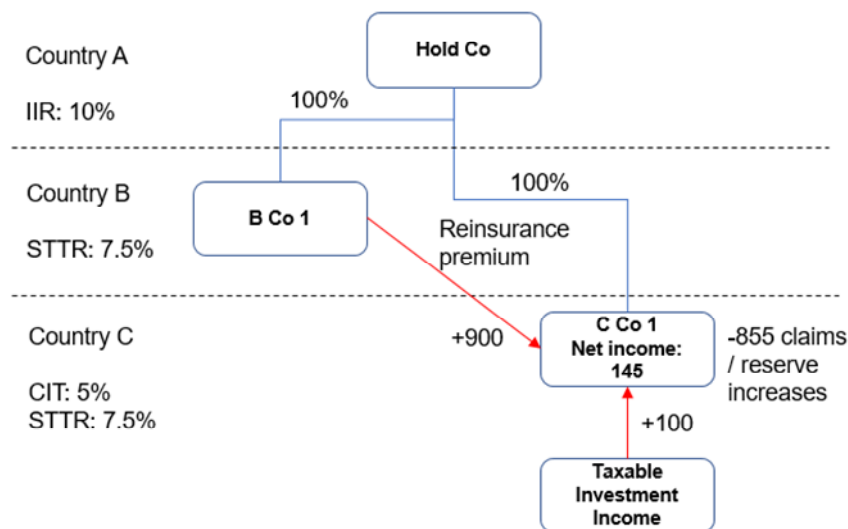 Country A
IIR: 10%
Hold Co
100%
Country B
STTR: 7.5%
B Co 1
100%
Reinsurance
premium
Country C
CIT: 5%
STTR: 7.5%
+900
C Co 1
Net income:
145
-855 claims
/ reserve
increases
+100
Taxable
Investment
Income